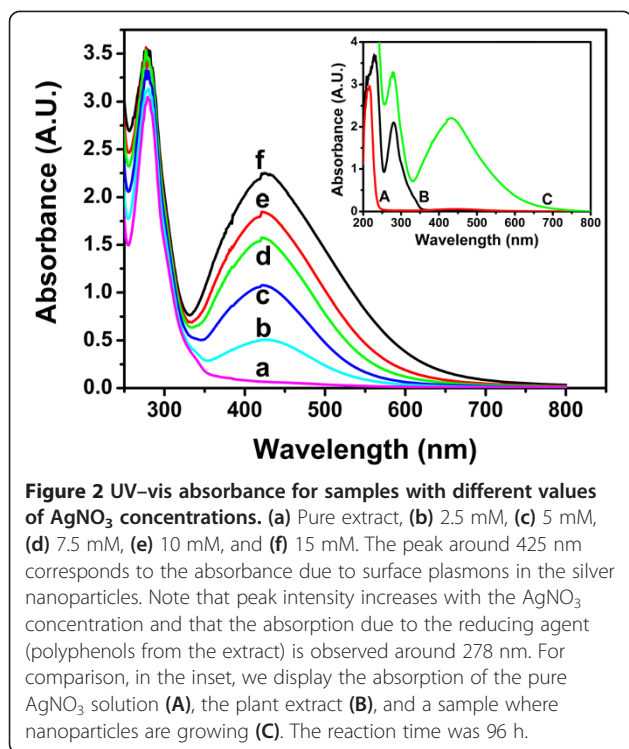 3.5
3.0
2.5
2.0
1.5
1.0
0.5
0.0
Absorbance (A.U.)
300 400 500 600 700 800
Wavelength (nm)
f
e
d
c
b
a
4
3
2
1
0
Absorbance (A.U.)
A B C
200 300 400 500 600 700 800
Wavelength (nm)
Figure 2 UV–vis absorbance for samples with different values
of AgNO₃ concentrations. (a) Pure extract, (b) 2.5 mM, (c) 5 mM,
(d) 7.5 mM, (e) 10 mM, and (f) 15 mM. The peak around 425 nm
corresponds to the absorbance due to surface plasmons in the silver
nanoparticles. Note that peak intensity increases with the AgNO₃
concentration and that the absorption due to the reducing agent
(polyphenols from the extract) is observed around 278 nm. For
comparison, in the inset, we display the absorption of the pure
AgNO₃ solution (A), the plant extract (B), and a sample where
nanoparticles are growing (C). The reaction time was 96 h.